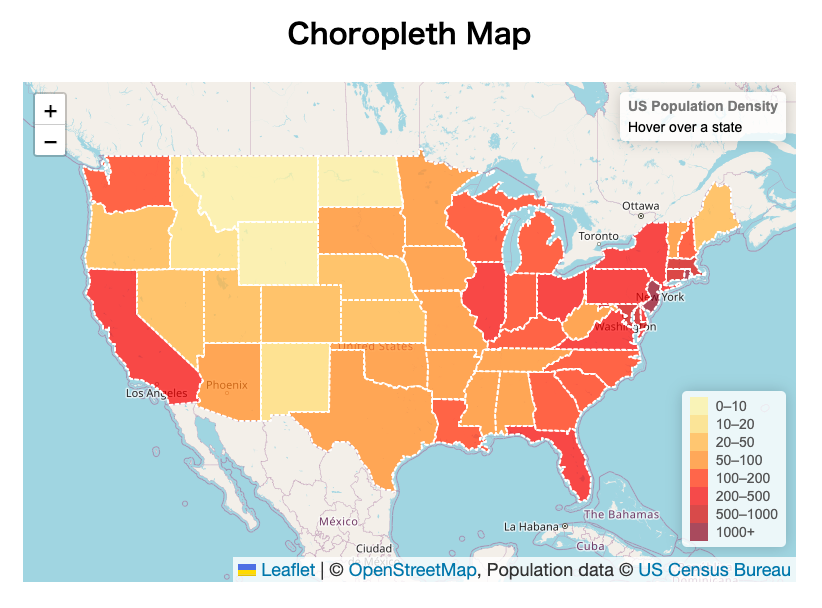 Choropleth Map
+
−
US Population Density
Hover over a state
Ottawa
Toronto
New York
Washington
United States
Los Angeles
Phoenix
0–10
10–20
20–50
50–100
100–200
200–500
500–1000
1000+
The Bahamas
La Habana
México
Cuba
Ciudad
de México
Leaflet | © OpenStreetMap, Population data © US Census Bureau